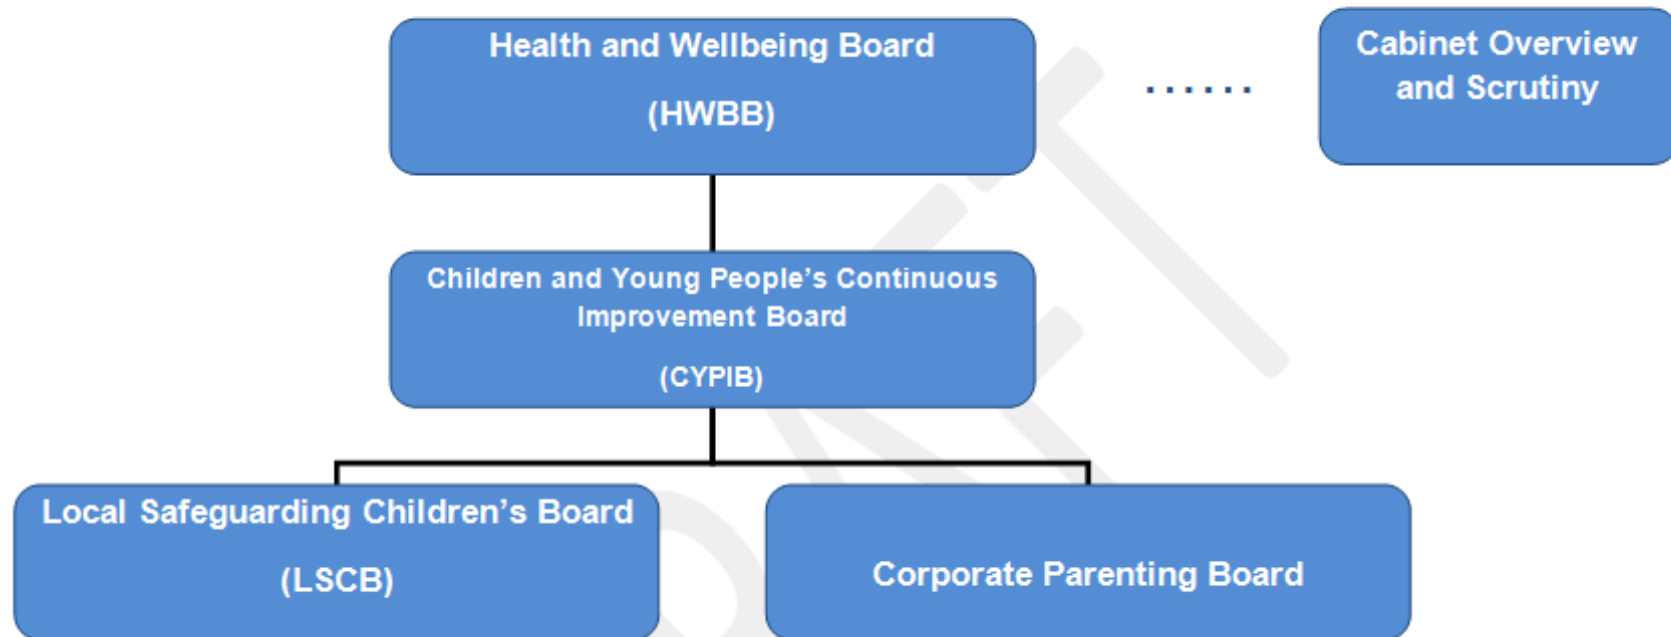 Health and Wellbeing Board
(HWBB)
......
Cabinet Overview
and Scrutiny
Children and Young People’s Continuous
Improvement Board
(CYPIB)
Local Safeguarding Children’s Board
(LSCB)
Corporate Parenting Board
DRAFT